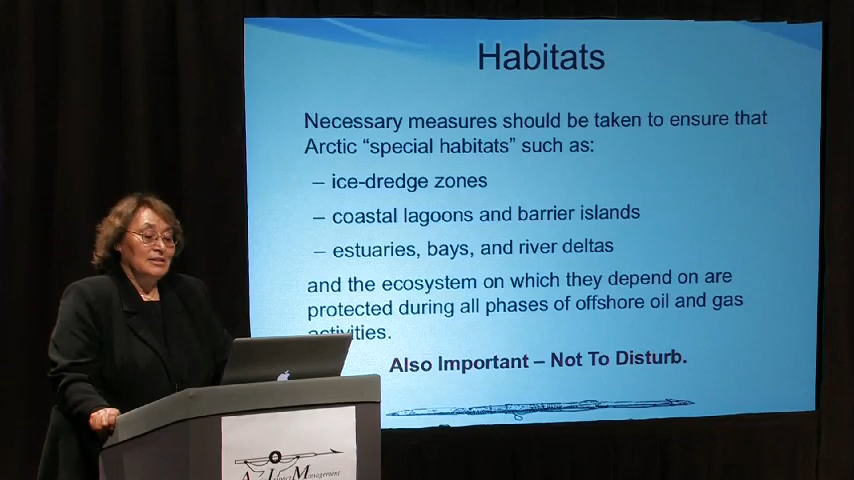 Habitats
Necessary measures should be taken to ensure that
Arctic “special habitats” such as:
– ice-dredge zones
– coastal lagoons and barrier islands
– estuaries, bays, and river deltas
and the ecosystem on which they depend on are
protected during all phases of offshore oil and gas
activities.
Also Important – Not To Disturb.
A I M
Management